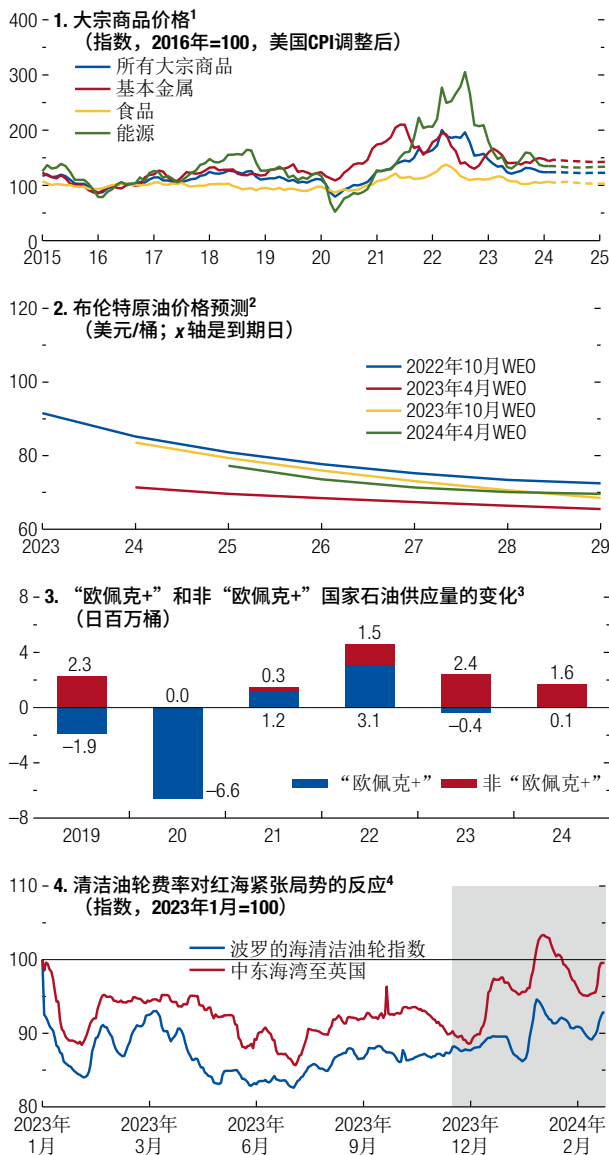 1. 大宗商品价格¹
（指数，2016年=100，美国CPI调整后）
400
所有大宗商品
基本金属
食品
能源
300
200
100
0
2015 16 17 18 19 20 21 22 23 24 25
120
2. 布伦特原油价格预测²
（美元/桶；x 轴是到期日）
2022年10月WEO
2023年4月WEO
2023年10月WEO
2024年4月WEO
100
80
60
2023 24 25 26 27 28 29
8
3. “欧佩克+”和非“欧佩克+”国家石油供应量的变化³
（日百万桶）
4
0
–4
–8
2.3 0.0 0.3 1.5 2.4 1.6
–1.9 –6.6 1.2 3.1 –0.4 0.1
“欧佩克+” 非“欧佩克+”
2019 20 21 22 23 24
110
4. 清洁油轮费率对红海紧张局势的反应⁴
（指数，2023年1月=100）
波罗的海清洁油轮指数
中东海湾至英国
100
90
80
2023年 2023年 2023年 2023年 2023年 2024年
1月 3月 6月 9月 12月 2月